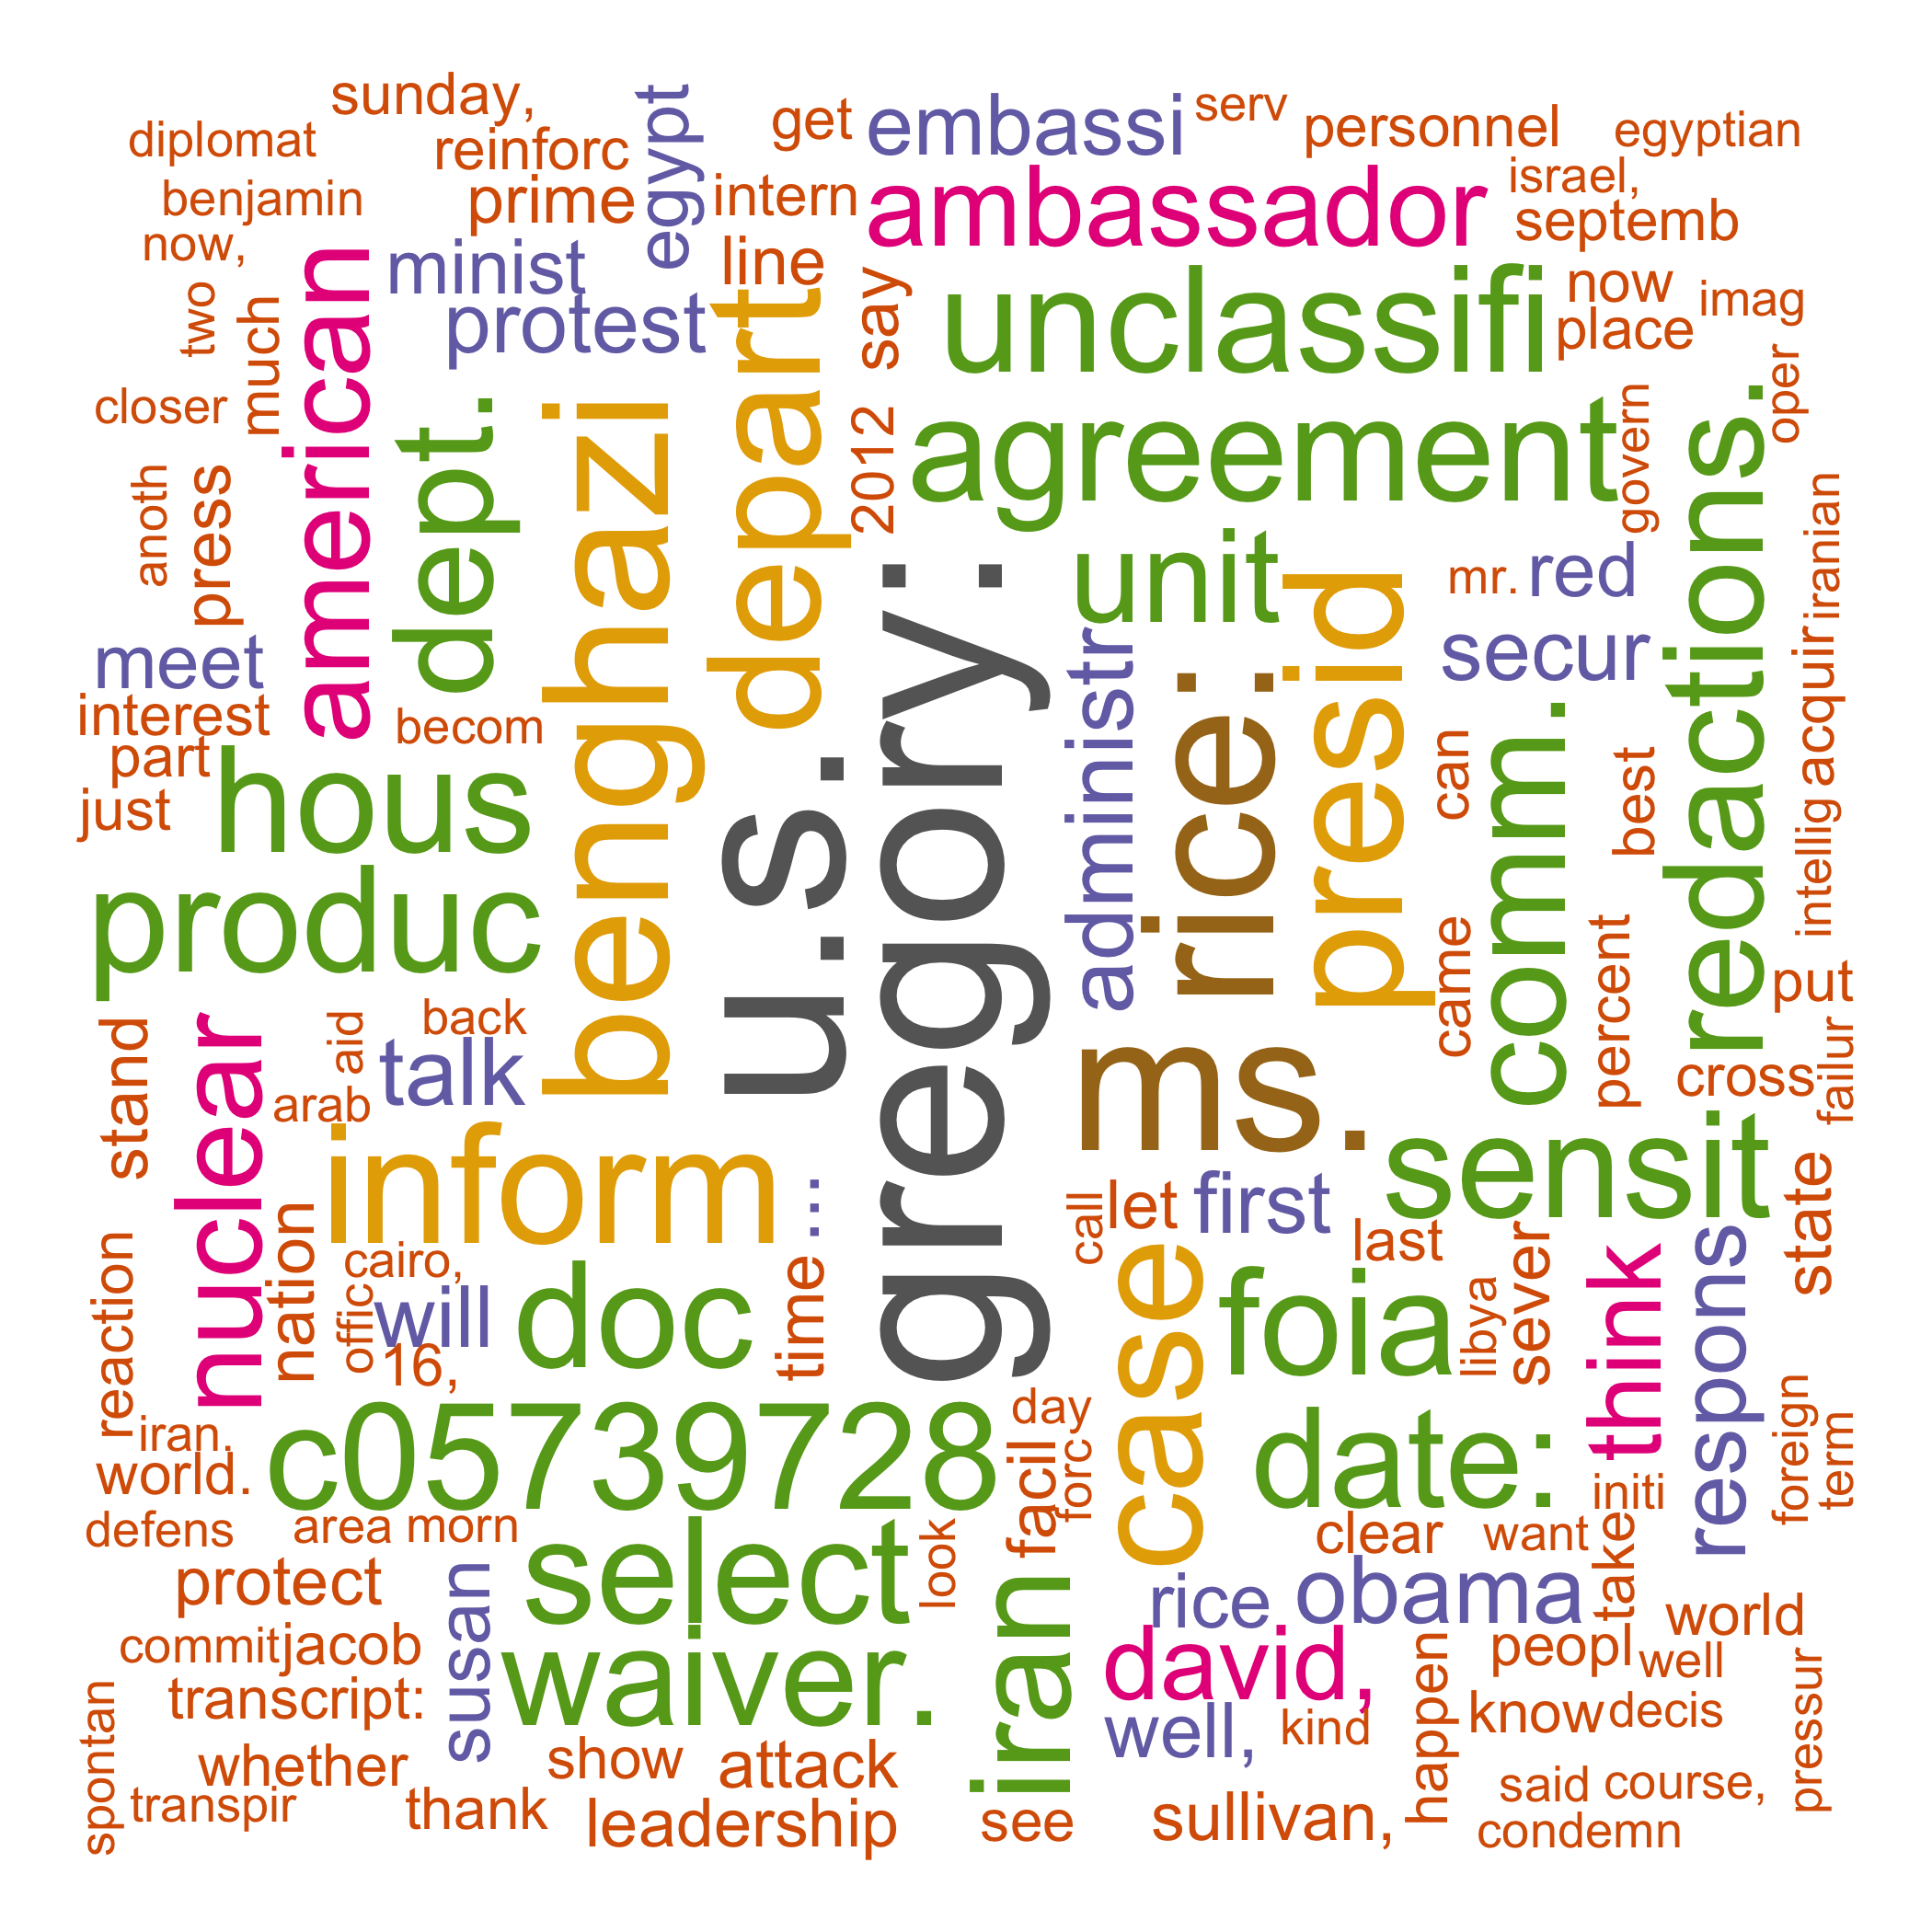 sunday,
diplomat
reinforc
egypt
get
embassi
serv
personnel
egyptian
benjamin
prime
intern
ambassador
israel,
septemb
now,
american
minist
line
say
unclassifi
now
imag
two
much
protest
depart
place
oper
closer
dept.
benghazi
2012
agreement
govern
redactions.
anoth
press
gregory:
unit
presid
mr.
red
iranian
meet
administr
rice:
secur
acquir
interest
becom
u.s.
can
comm.
best
part
hous
just
intellig
produc
came
percent
put
stand
nuclear
aid
back
talk
ms.
cross
failur
arab
inform
...
call
let
first
sensit
state
reaction
nation
cairo,
time
case
last
respons
offic
will
doc
foia
libya
sever
think
16,
iran.
c05739728
day
date:
foreign
term
world.
facil
forc
initi
defens
area
morn
select
look
iran
clear
want
take
protect
susan
rice
obama
world
commit
jacob
waiver.
david,
happen
peopl
well
pressur
transcript:
well,
kind
know
decis
spontan
whether
show
attack
said
course,
transpir
thank
leadership
see
sullivan,
condemn